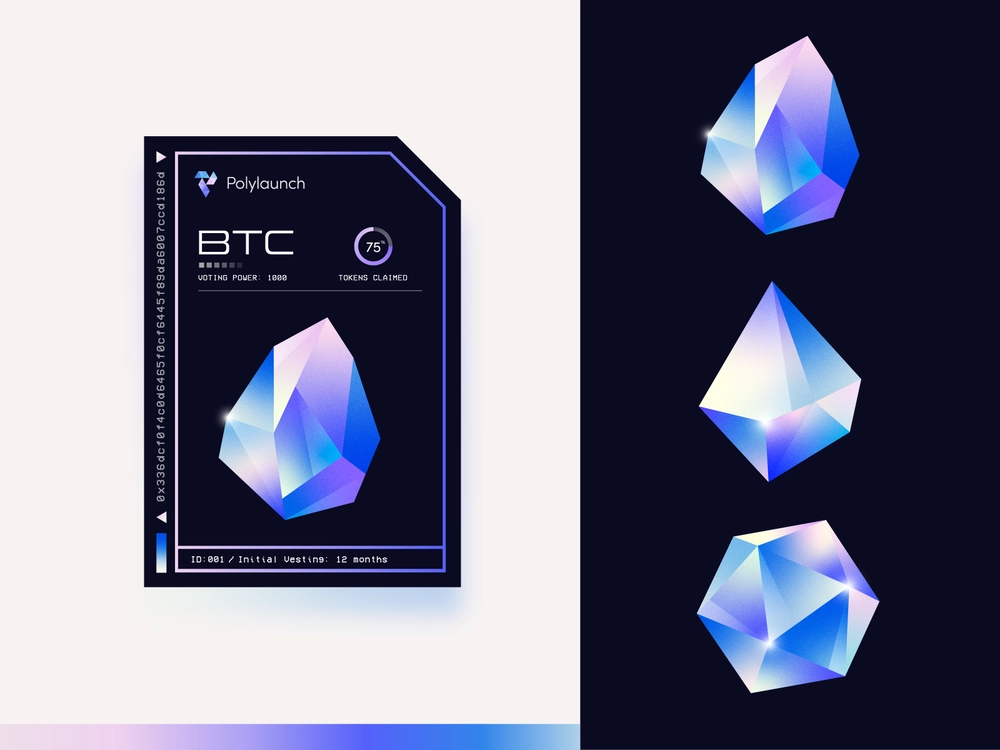 Polylaunch
BTC
75%
VOTING POWER: 1000
TOKENS CLAIMED
0x336dcf0f4c0d6465f0cf6445f89da6007ccd186d
ID:001 / Initial Vesting: 12 months